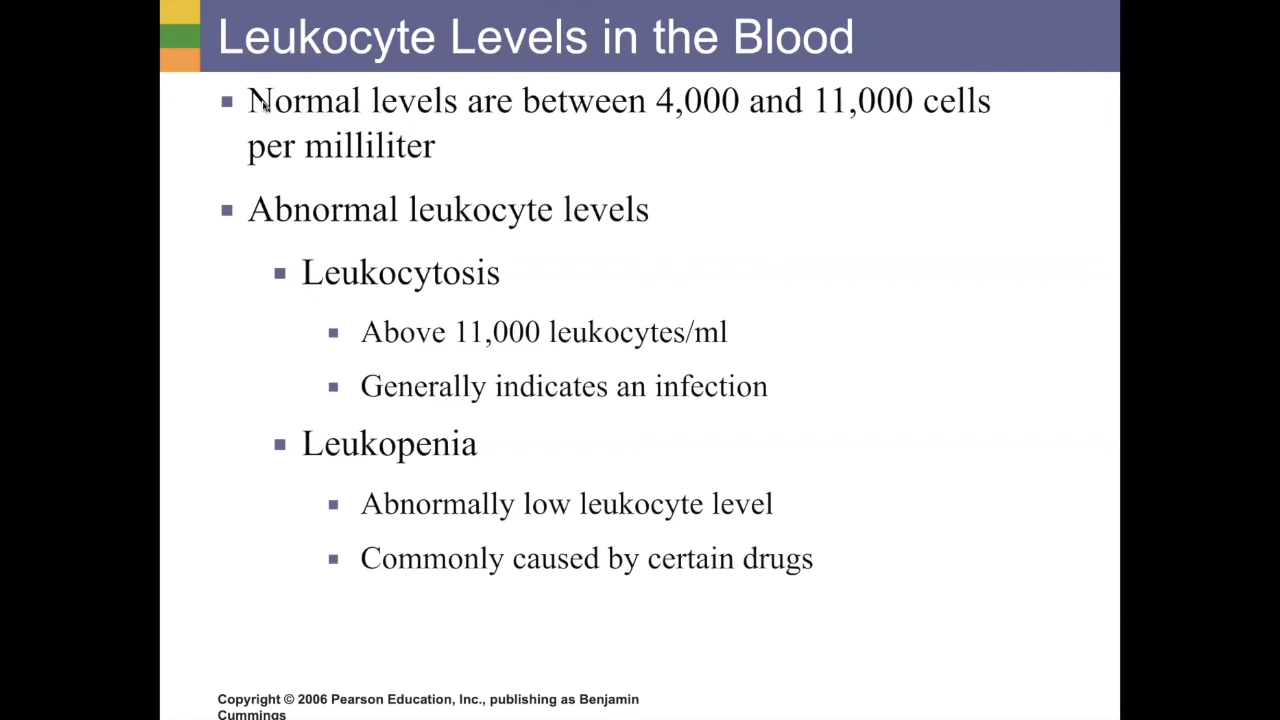 Leukocyte Levels in the Blood
Normal levels are between 4,000 and 11,000 cells
per milliliter
Abnormal leukocyte levels
Leukocytosis
Above 11,000 leukocytes/ml
Generally indicates an infection
Leukopenia
Abnormally low leukocyte level
Commonly caused by certain drugs
Copyright © 2006 Pearson Education, Inc., publishing as Benjamin
Cummings